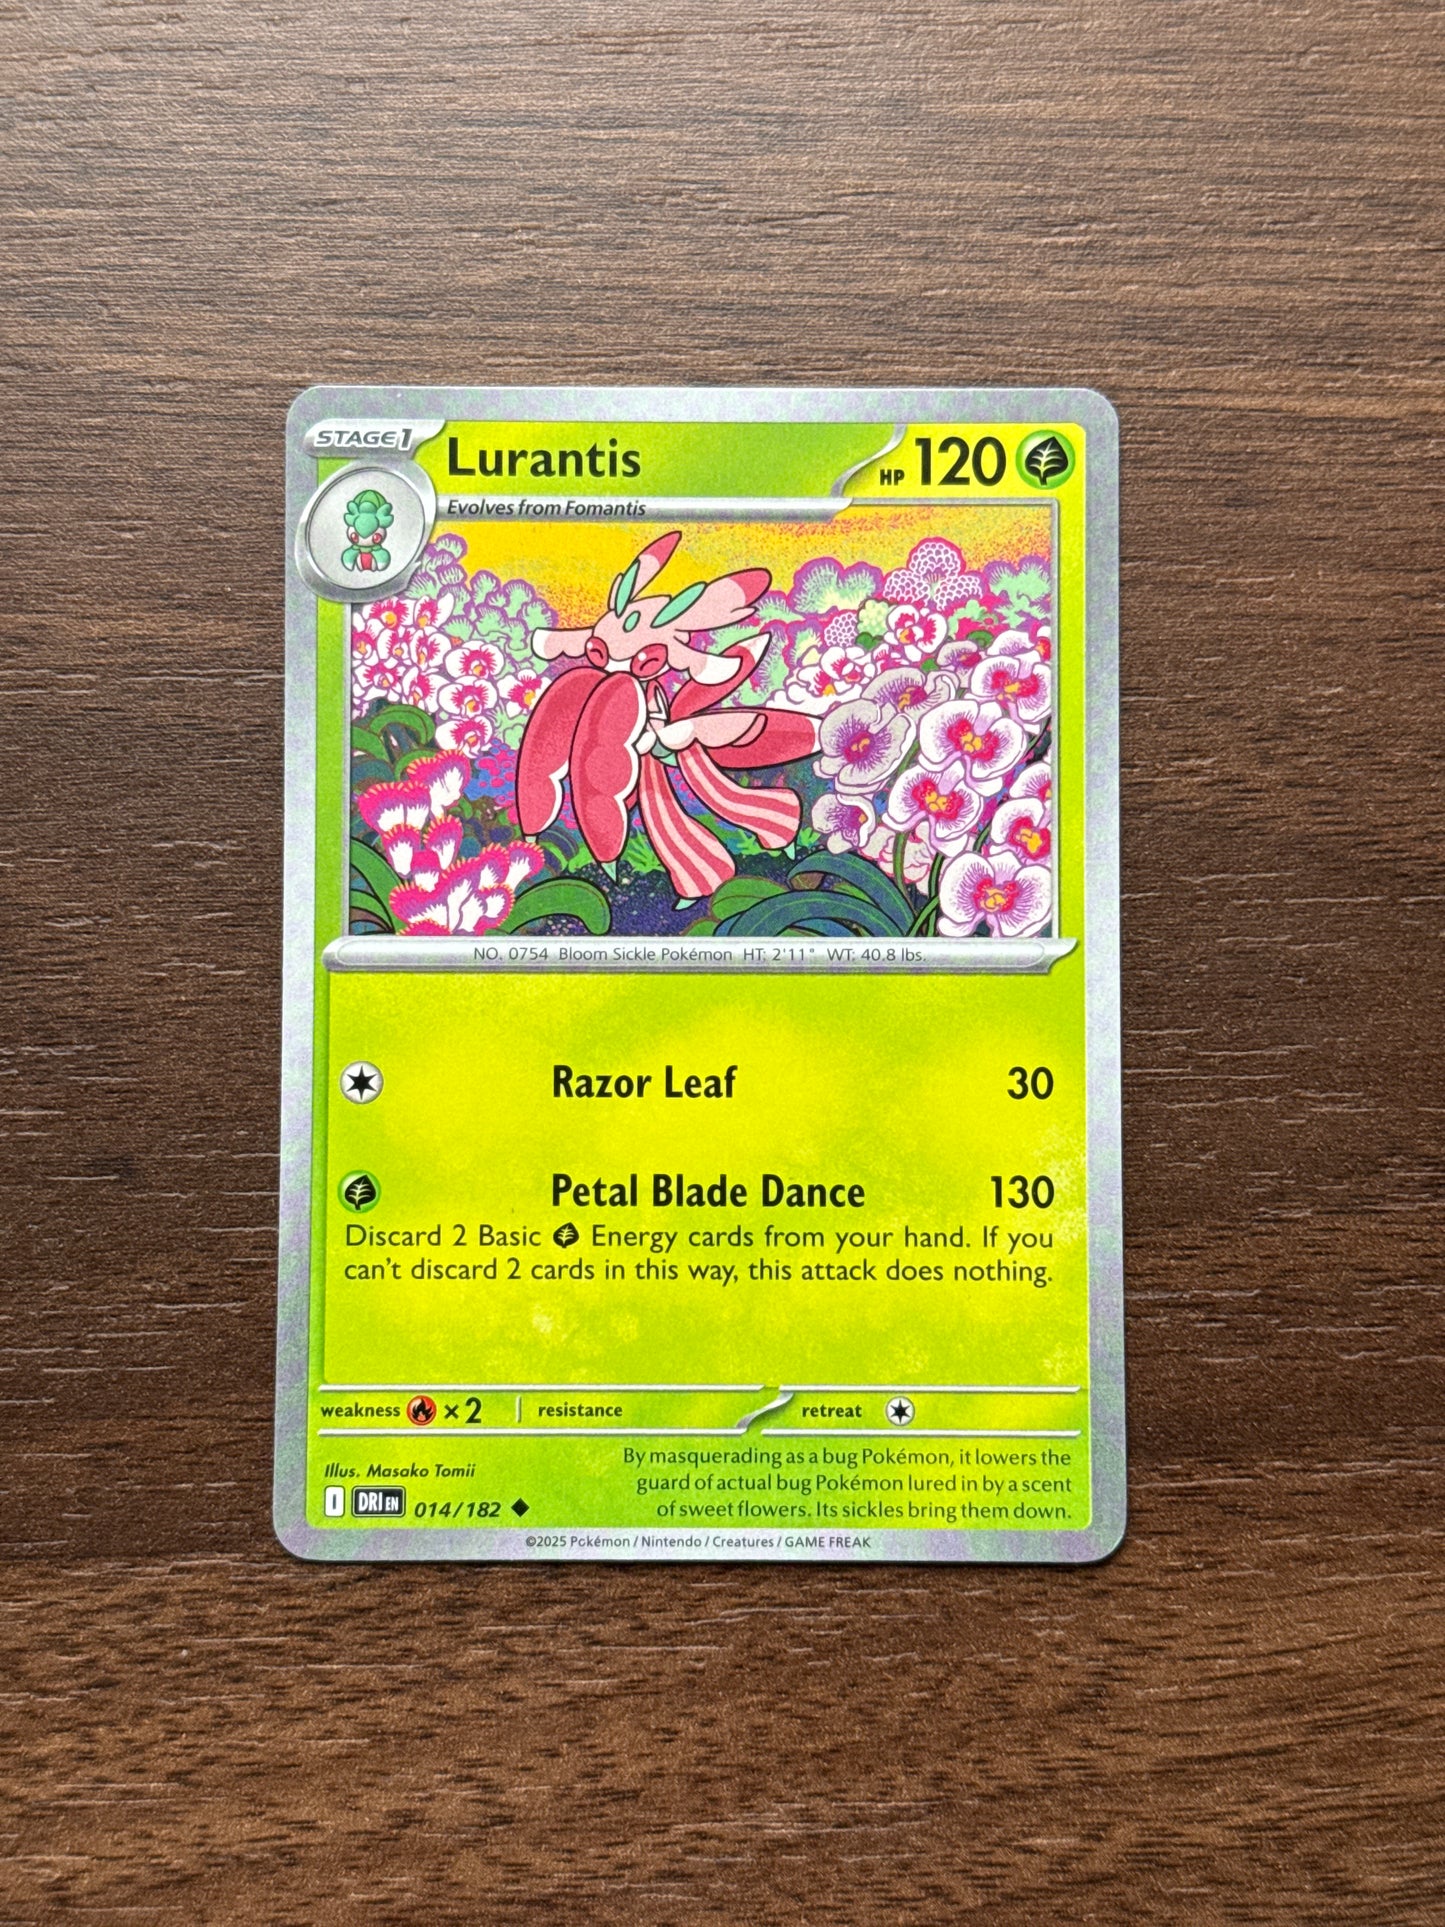 STAGE 1 Lurantis HP 120
Evolves from Fomantis
NO. 0754 Bloom Sickle Pokémon HT: 2'11" WT: 40.8 lbs.
Razor Leaf 30
Petal Blade Dance 130
Discard 2 Basic Energy cards from your hand. If you
can't discard 2 cards in this way, this attack does nothing.
weakness ×2 resistance retreat
By masquerading as a bug Pokémon, it lowers the
guard of actual bug Pokémon lured in by a scent
of sweet flowers. Its sickles bring them down.
Illus. Masako Tomii
I DRI EN 014/182
©2025 Pokémon / Nintendo / Creatures / GAME FREAK